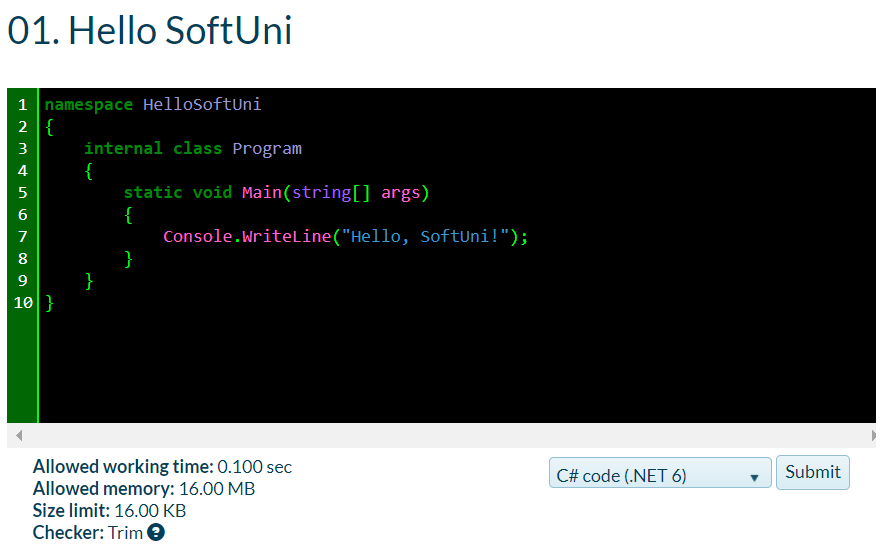 01. Hello SoftUni
1 namespace HelloSoftUni
2 {
3     internal class Program
4     {
5         static void Main(string[] args)
6         {
7             Console.WriteLine("Hello, SoftUni!");
8         }
9     }
10 }
Allowed working time: 0.100 sec
Allowed memory: 16.00 MB
Size limit: 16.00 KB
Checker: Trim ?
C# code (.NET 6)
Submit